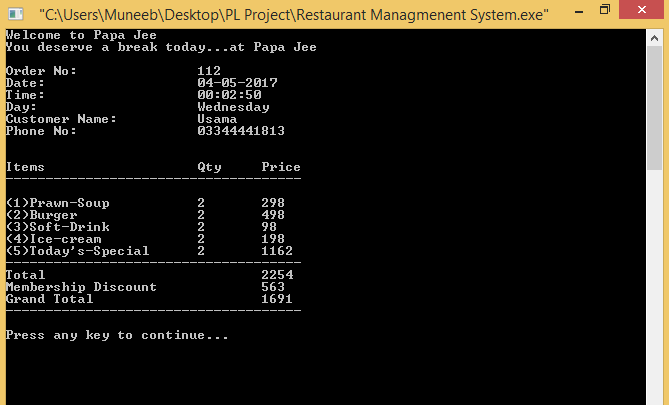 "C:\Users\Muneeb\Desktop\PL Project\Restaurant Managmenent System.exe"
Welcome to Papa Jee
You deserve a break today...at Papa Jee
Order No: 112
Date: 04-05-2017
Time: 00:02:50
Day: Wednesday
Customer Name: Usama
Phone No: 03344441813
Items Qty Price
(1)Prawn-Soup 2 298
(2)Burger 2 498
(3)Soft-Drink 2 98
(4)Ice-cream 2 198
(5)Today's-Special 2 1162
Total 2254
Membership Discount 563
Grand Total 1691
Press any key to continue...